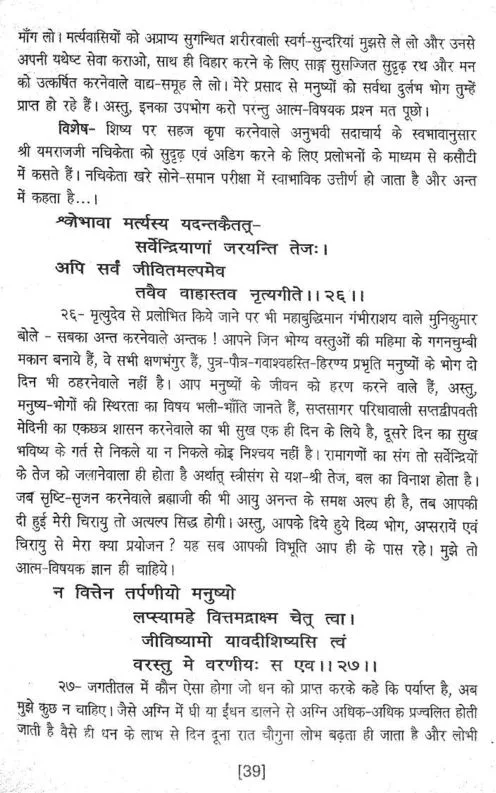 माँग लो। मर्त्यवासियों को अप्राप्य सुगन्धित शरीरवाली स्वर्ग-सुन्दरियां मुझसे ले लो और उनसे
अपनी यथेष्ट सेवा कराओ, साथ ही विहार करने के लिए साङ्ग सुसज्जित सुदृढ़ रथ और मन
को उत्कर्षित करनेवाले वाद्य-समूह ले लो। मेरे प्रसाद से मनुष्यों को सर्वथा दुर्लभ भोग तुम्हें
प्राप्त हो रहे हैं। अस्तु, इनका उपभोग करो परन्तु आत्म-विषयक प्रश्न मत पूछो।
विशेष- शिष्य पर सहज कृपा करनेवाले अनुभवी सदाचार्य के स्वभावानुसार
श्री यमराजजी नचिकेता को सुदृढ़ एवं अडिग करने के लिए प्रलोभनों के माध्यम से कसौटी
में कसते हैं। नचिकेता खरे सोने-समान परीक्षा में स्वाभाविक उत्तीर्ण हो जाता है और अन्त
में कहता है...।
श्वोभावा मर्त्यस्य यदन्तकैतत्-
सर्वेन्द्रियाणां जरयन्ति तेजः।
अपि सर्वं जीवितमल्पमेव
तवैव वाहास्तव नृत्यगीते।।२६।।
२६- मृत्युदेव से प्रलोभित किये जाने पर भी महाबुद्धिमान गंभीराशय वाले मुनिकुमार
बोले - सबका अन्त करनेवाले अन्तक ! आपने जिन भोग्य वस्तुओं की महिमा के गगनचुम्बी
मकान बनाये हैं, वे सभी क्षणभंगुर हैं, पुत्र-पौत्र-गवाश्वहस्ति-हिरण्य प्रभृति मनुष्यों के भोग दो
दिन भी ठहरनेवाले नहीं है। आप मनुष्यों के जीवन को हरण करने वाले हैं, अस्तु,
मनुष्य-भोगों की स्थिरता का विषय भली-भाँति जानते हैं, सप्तसागर परिधावाली सप्तद्वीपवती
मेदिनी का एकछत्र शासन करनेवाले का भी सुख एक ही दिन के लिये है, दूसरे दिन का सुख
भविष्य के गर्त से निकले या न निकले कोइ निश्चय नहीं है। रामागणों का संग तो सर्वेन्द्रियों
के तेज को जलानेवाला ही होता है अर्थात् स्त्रीसंग से यश-श्री तेज, बल का विनाश होता है।
जब सृष्टि-सृजन करनेवाले ब्रह्माजी की भी आयु अनन्त के समक्ष अल्प ही है, तब आपकी
दी हुई मेरी चिरायु तो अत्यल्प सिद्ध होगी। अस्तु, आपके दिये हुये दिव्य भोग, अप्सरायें एवं
चिरायु से मेरा क्या प्रयोजन ? यह सब आपकी विभूति आप ही के पास रहे। मुझे तो
आत्म-विषयक ज्ञान ही चाहिये।
न वित्तेन तर्पणीयो मनुष्यो
लप्स्यामहे वित्तमद्राक्ष्म चेत् त्वा।
जीविष्यामो यावदीशिष्यसि त्वं
वरस्तु मे वरणीयः स एव।।२७।।
२७- जगतीतल में कौन ऐसा होगा जो धन को प्राप्त करके कहे कि पर्याप्त है, अब
मुझे कुछ न चाहिए। जैसे अग्नि में घी या ईंधन डालने से अग्नि अधिक-अधिक प्रज्वलित होती
जाती है वैसे ही धन के लाभ से दिन दूना रात चौगुना लोभ बढ़ता ही जाता है और लोभी
[39]